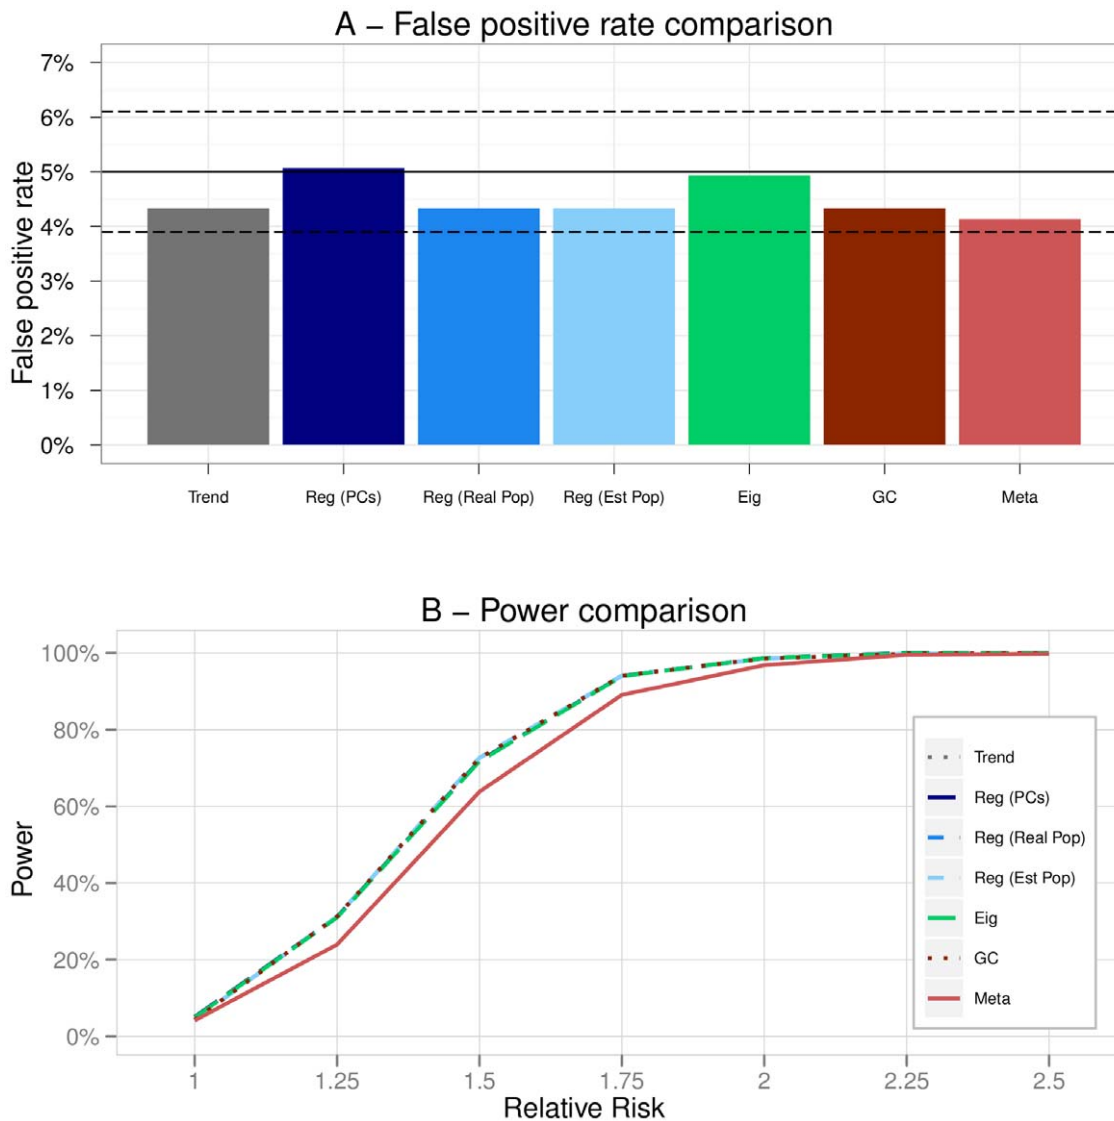 A – False positive rate comparison
7%
6%
5%
4%
3%
2%
1%
0%
False positive rate
Trend Reg (PCs) Reg (Real Pop) Reg (Est Pop) Eig GC Meta
B – Power comparison
100%
80%
60%
40%
20%
0%
Power
Trend
Reg (PCs)
Reg (Real Pop)
Reg (Est Pop)
Eig
GC
Meta
1 1.25 1.5 1.75 2 2.25 2.5
Relative Risk